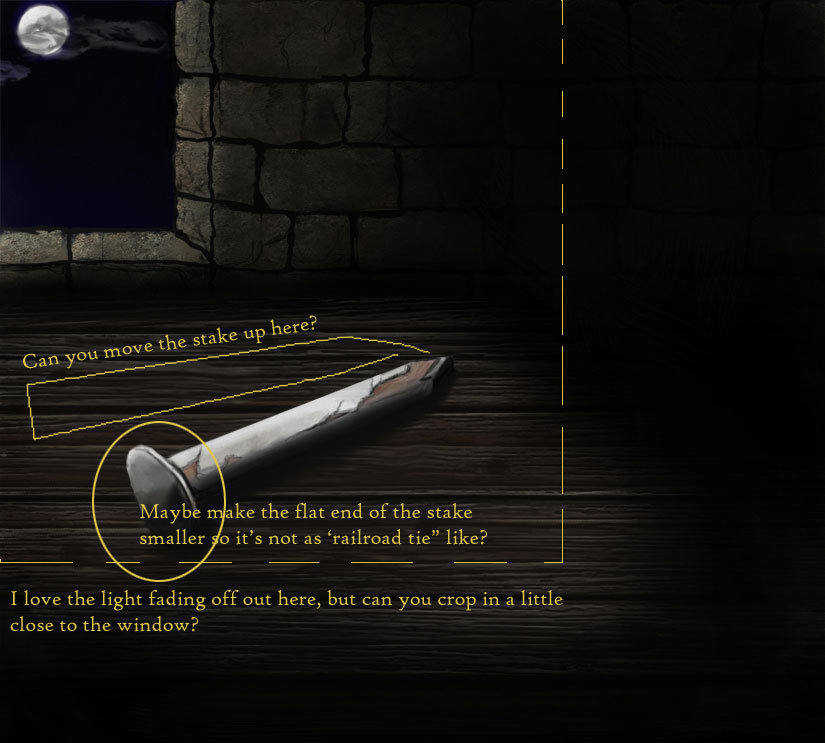 Can you move the stake up here?
Maybe make the flat end of the stake
smaller so it's not as ‘railroad tie” like?
I love the light fading off out here, but can you crop in a little
close to the window?